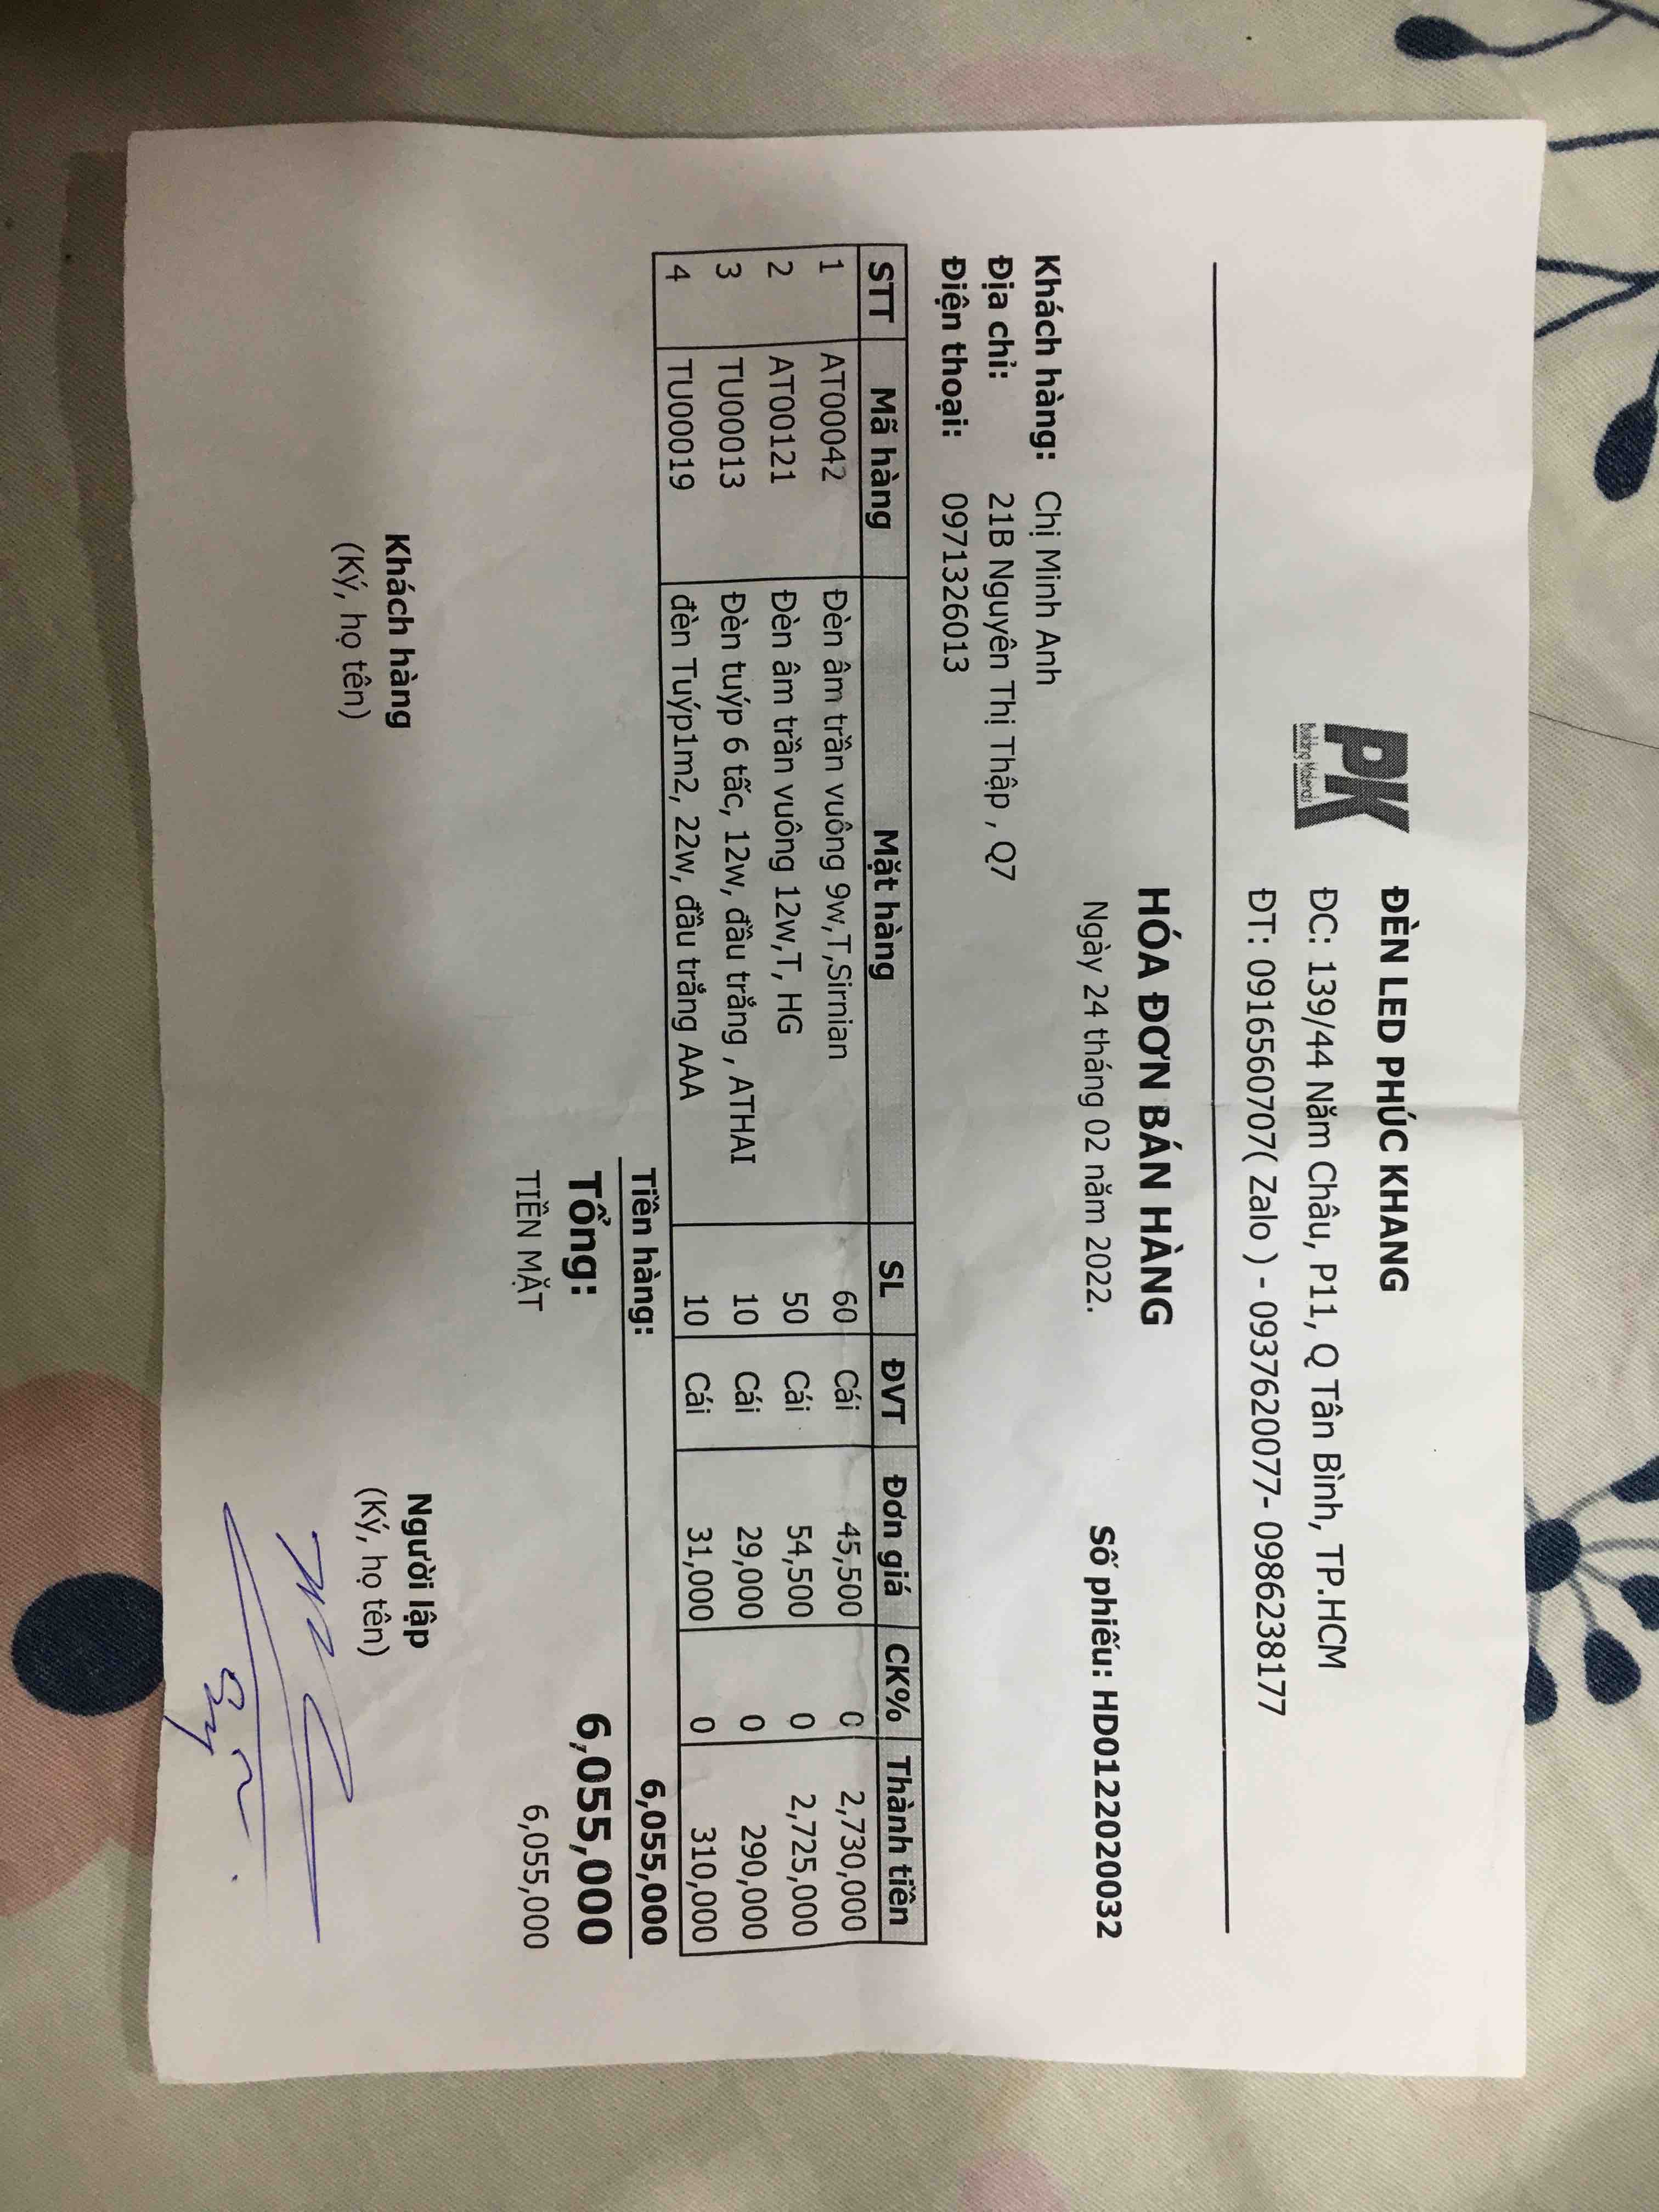 PK
Building Materials
ĐÈN LED PHÚC KHANG
ĐC: 139/44 Năm Châu, P11, Q Tân Bình, TP.HCM
ĐT: 0916560707( Zalo ) - 0937620077- 0986238177
HÓA ĐƠN BÁN HÀNG
Ngày 24 tháng 02 năm 2022. Số phiếu: HD01220220032
Khách hàng: Chị Minh Anh
Địa chỉ: 21B Nguyên Thị Thập , Q7
Điện thoại: 0971326013
STT Mã hàng Mặt hàng SL ĐVT Đơn giá CK% Thành tiền
1 AT00042 Đèn âm trần vuông 9w,T,Sirnian 60 Cái 45,500 0 2,730,000
2 AT00121 Đèn âm trần vuông 12w,T, HG 50 Cái 54,500 0 2,725,000
3 TU00013 Đèn tuýp 6 tấc, 12w, đầu trắng , ATHAI 10 Cái 29,000 0 290,000
4 TU00019 đèn Tuýp1m2, 22w, đầu trắng AAA 10 Cái 31,000 0 310,000
Tiền hàng: 6,055,000
Tổng: 6,055,000
TIỀN MẶT 6,055,000
Khách hàng Người lập
(Ký, họ tên) (Ký, họ tên)